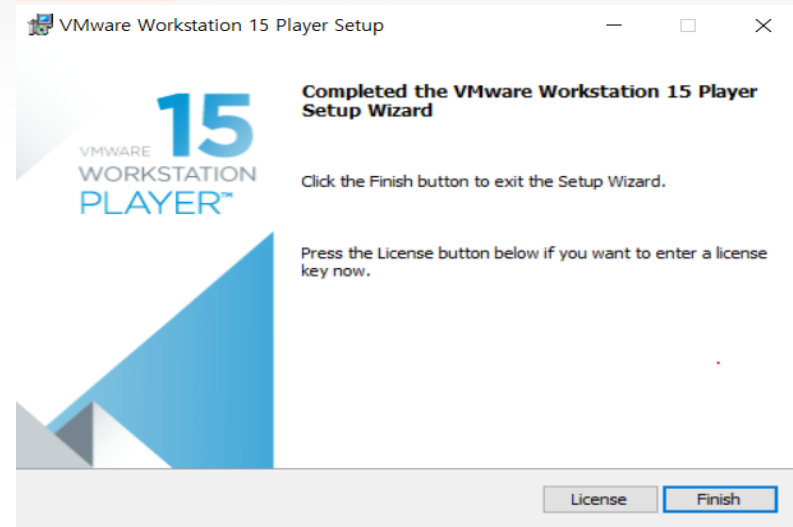 VMware Workstation 15 Player Setup
VMWARE 15
WORKSTATION
PLAYER™
Completed the VMware Workstation 15 Player
Setup Wizard
Click the Finish button to exit the Setup Wizard.
Press the License button below if you want to enter a license
key now.
License
Finish